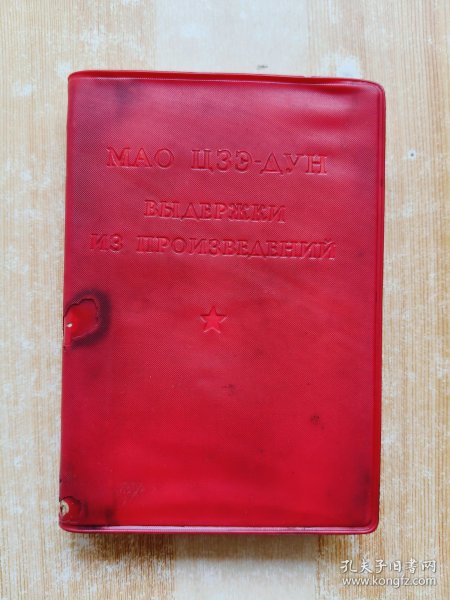 МАО ЦЗЭ-ДУН
ВЫДЕРЖКИ
ИЗ ПРОИЗВЕДЕНИЙ
孔夫子旧书网
www.kongfz.com